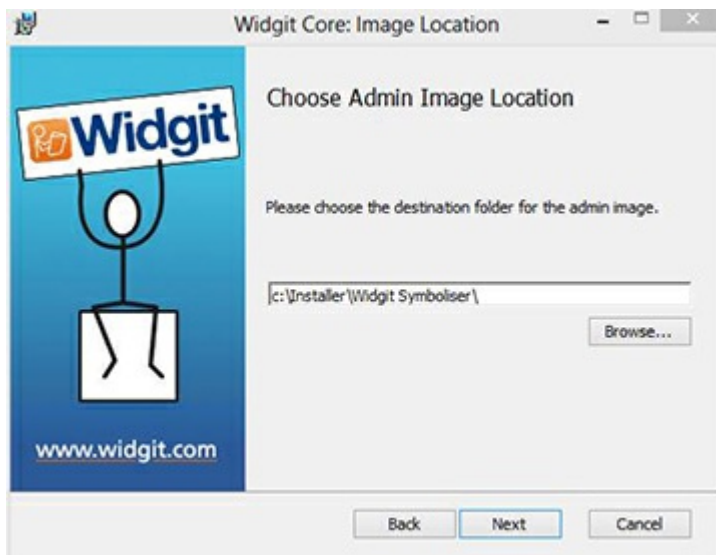 Widgit Core: Image Location
Widgit
Choose Admin Image Location
Please choose the destination folder for the admin image.
c:\Installer\Widgit Symboliser\
Browse...
www.widgit.com
Back Next Cancel